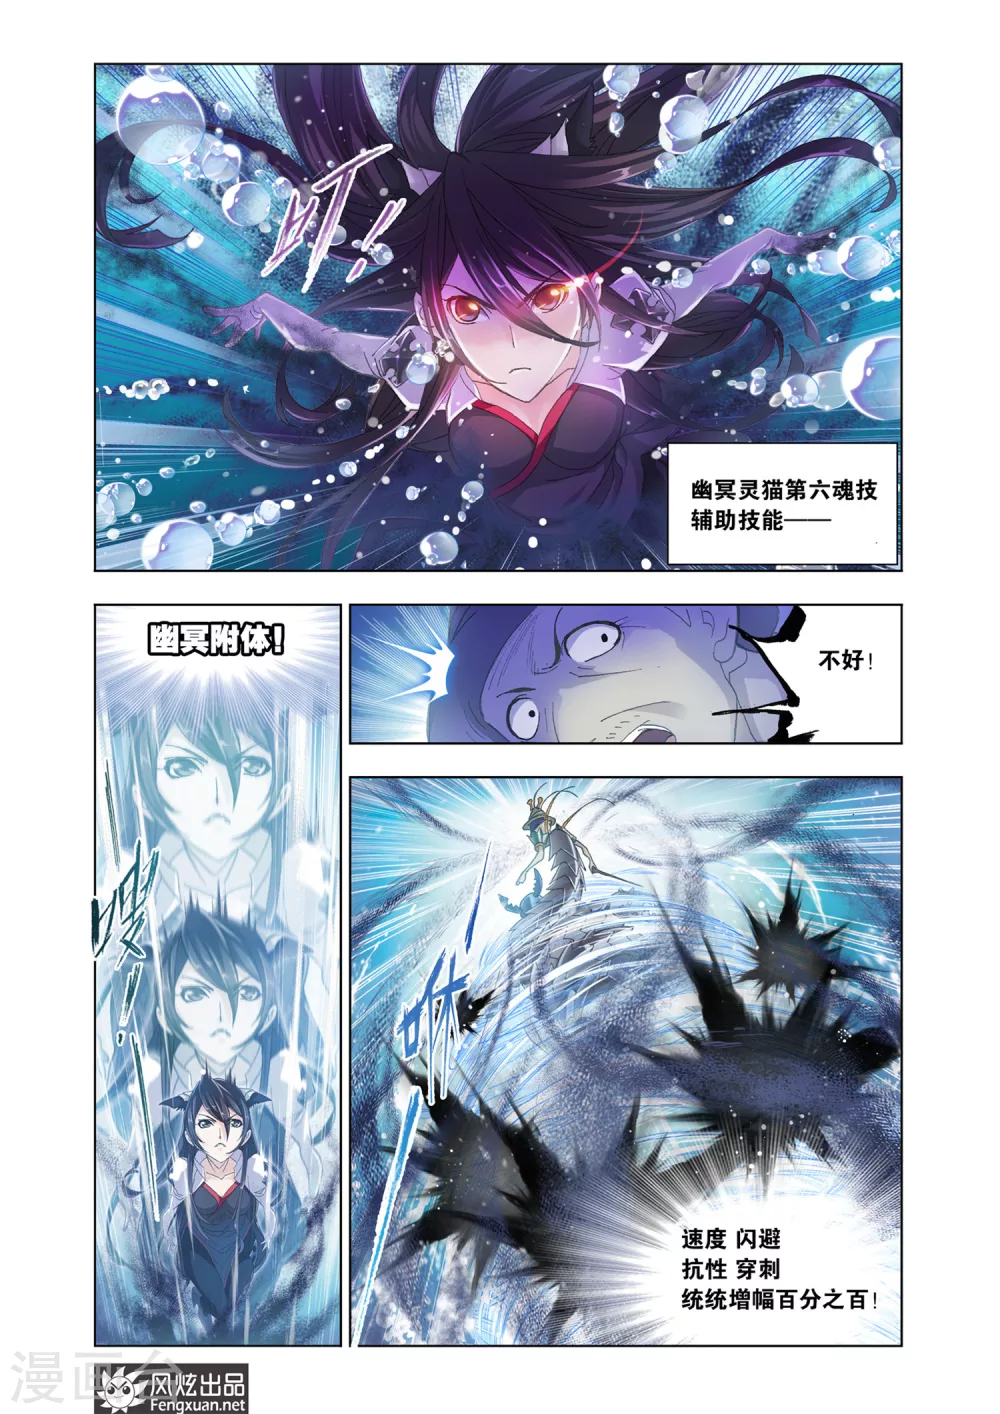 叮!
幽冥灵猫第六魂技
辅助技能——
幽冥附体!
不好!
嗖!
咻!
速度 闪避
抗性 穿刺
统统增幅百分之百!
漫画台
风炫出品
Fengxuan.net